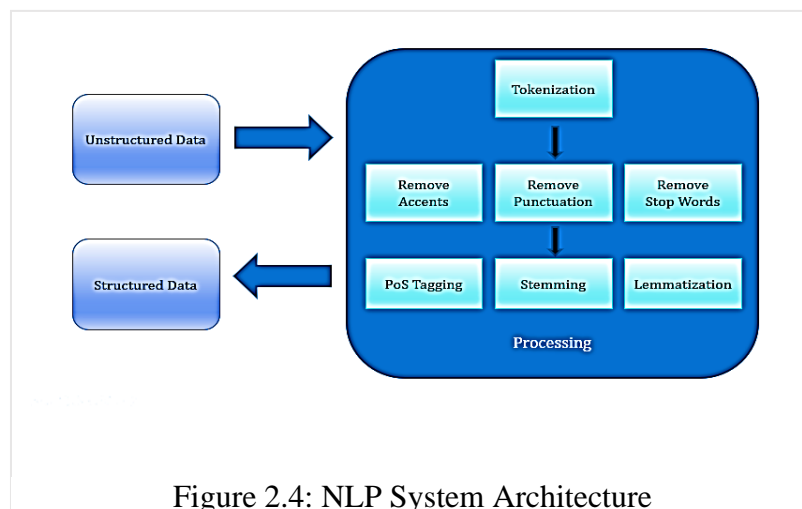 Tokenization
Unstructured Data
Remove
Accents
Remove
Punctuation
Remove
Stop Words
Structured Data
PoS Tagging
Stemming
Lemmatization
Processing
Figure 2.4: NLP System Architecture